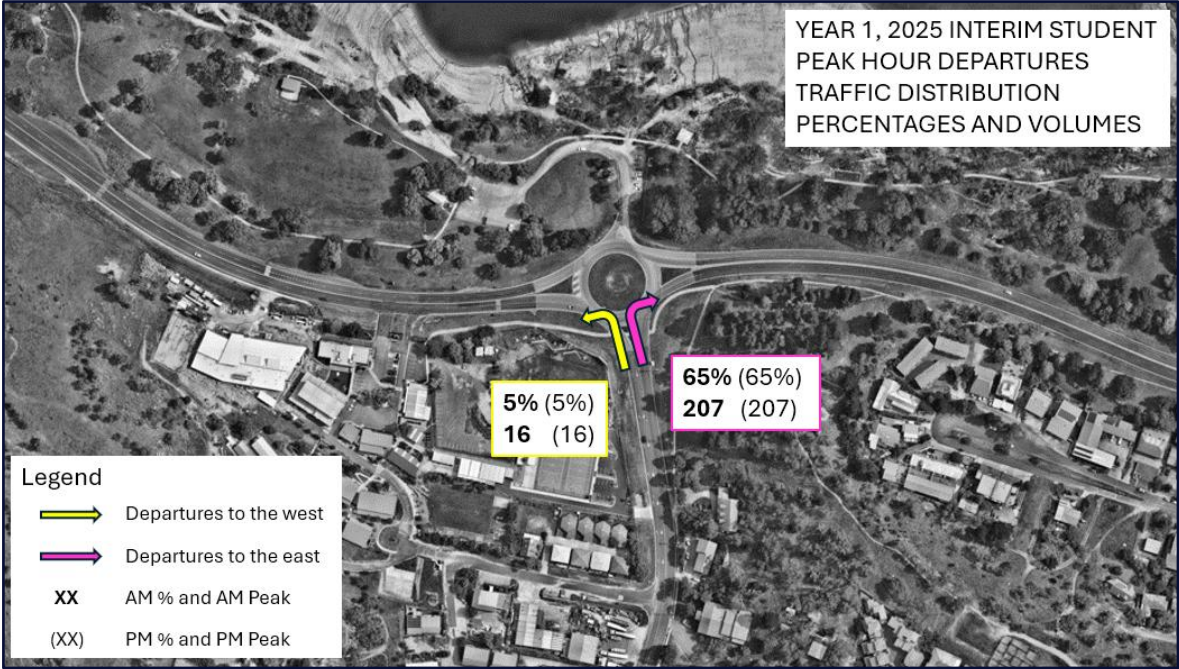 YEAR 1, 2025 INTERIM STUDENT
PEAK HOUR DEPARTURES
TRAFFIC DISTRIBUTION
PERCENTAGES AND VOLUMES
5% (5%)
16 (16)
65% (65%)
207 (207)
Legend
Departures to the west
Departures to the east
XX AM % and AM Peak
(XX) PM % and PM Peak